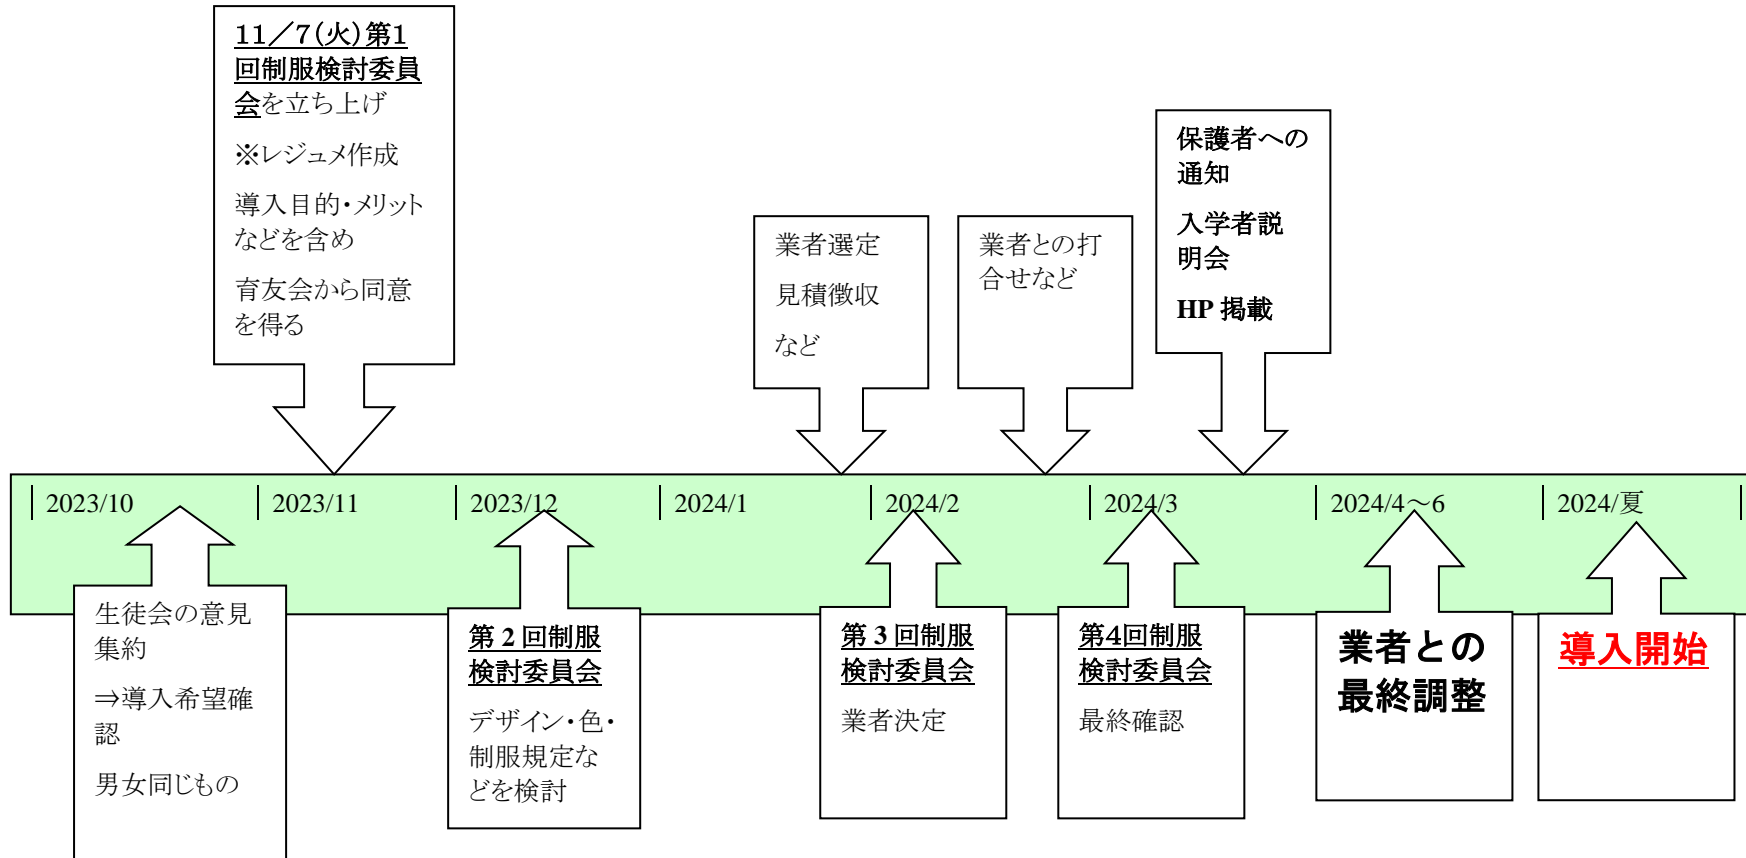 11／7(火)第1
回制服検討委員
会を立ち上げ
※レジュメ作成
導入目的・メリット
などを含め
育友会から同意
を得る
業者選定
見積徴収
など
業者との打
合せなど
保護者への
通知
入学者説
明会
HP 掲載
2023/10
2023/11
2023/12
2024/1
2024/2
2024/3
2024/4～6
2024/夏
生徒会の意見
集約
⇒導入希望確
認
男女同じもの
第 2 回制服
検討委員会
デザイン・色・
制服規定な
どを検討
第 3 回制服
検討委員会
業者決定
第4回制服
検討委員会
最終確認
業者との
最終調整
導入開始